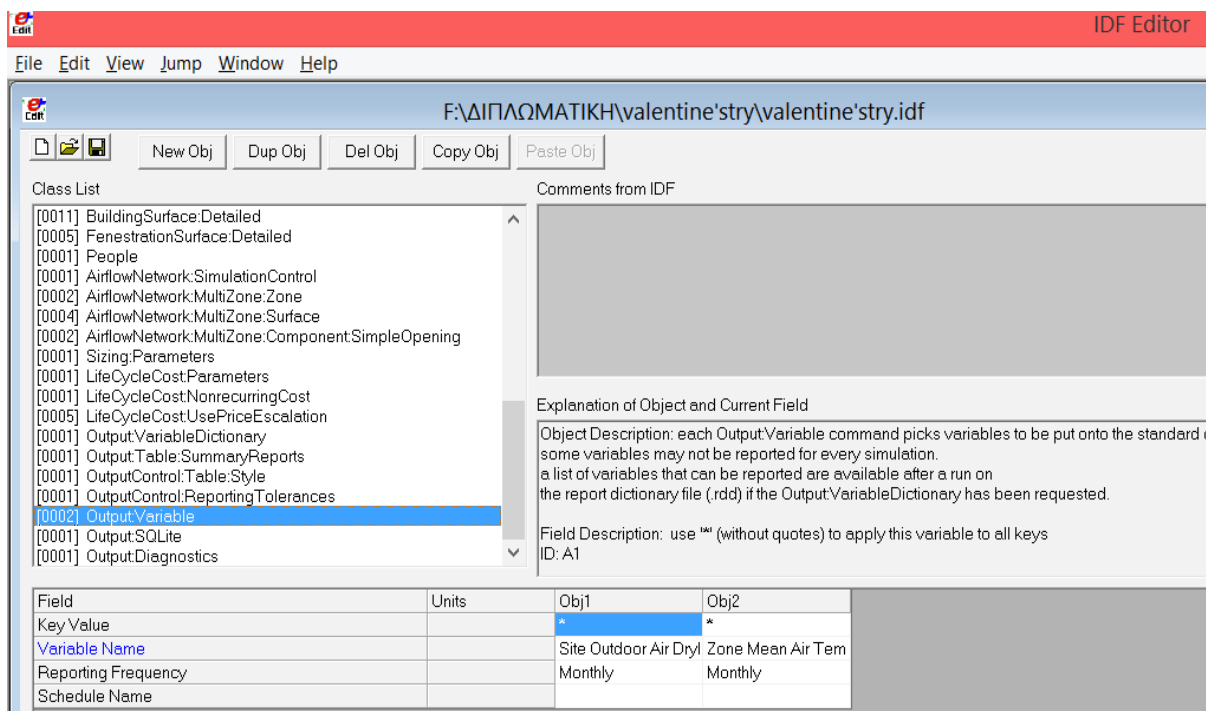 Edit
IDF Editor
File Edit View Jump Window Help
Edit
F:\ΔΙΠΛΩΜΑΤΙΚΗ\valentine'stry\valentine'stry.idf
New Obj Dup Obj Del Obj Copy Obj Paste Obj
Class List
[0011] BuildingSurface:Detailed
[0005] FenestrationSurface:Detailed
[0001] People
[0001] AirflowNetwork:SimulationControl
[0002] AirflowNetwork:MultiZone:Zone
[0004] AirflowNetwork:MultiZone:Surface
[0002] AirflowNetwork:MultiZone:Component:SimpleOpening
[0001] Sizing:Parameters
[0001] LifeCycleCost:Parameters
[0001] LifeCycleCost:NonrecurringCost
[0005] LifeCycleCost:UsePriceEscalation
[0001] Output:VariableDictionary
[0001] Output:Table:SummaryReports
[0001] OutputControl:Table:Style
[0001] OutputControl:ReportingTolerances
[0002] Output:Variable
[0001] Output:SQLite
[0001] Output:Diagnostics
Comments from IDF
Explanation of Object and Current Field
Object Description: each Output:Variable command picks variables to be put onto the standard
some variables may not be reported for every simulation.
a list of variables that can be reported are available after a run on
the report dictionary file (.rdd) if the Output:VariableDictionary has been requested.
Field Description: use '*' (without quotes) to apply this variable to all keys
ID: A1
Field Units Obj1 Obj2
Key Value * *
Variable Name Site Outdoor Air Dryl Zone Mean Air Tem
Reporting Frequency Monthly Monthly
Schedule Name